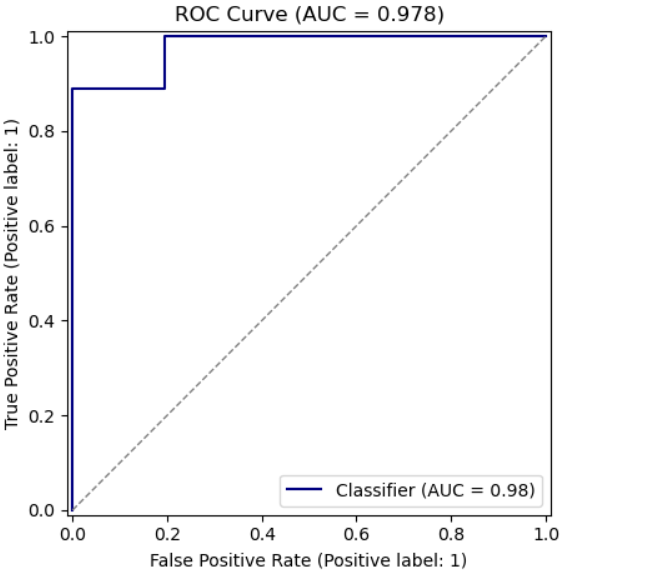 ROC Curve (AUC = 0.978)
1.0
0.8
0.6
0.4
0.2
0.0
True Positive Rate (Positive label: 1)
Classifier (AUC = 0.98)
0.0 0.2 0.4 0.6 0.8 1.0
False Positive Rate (Positive label: 1)